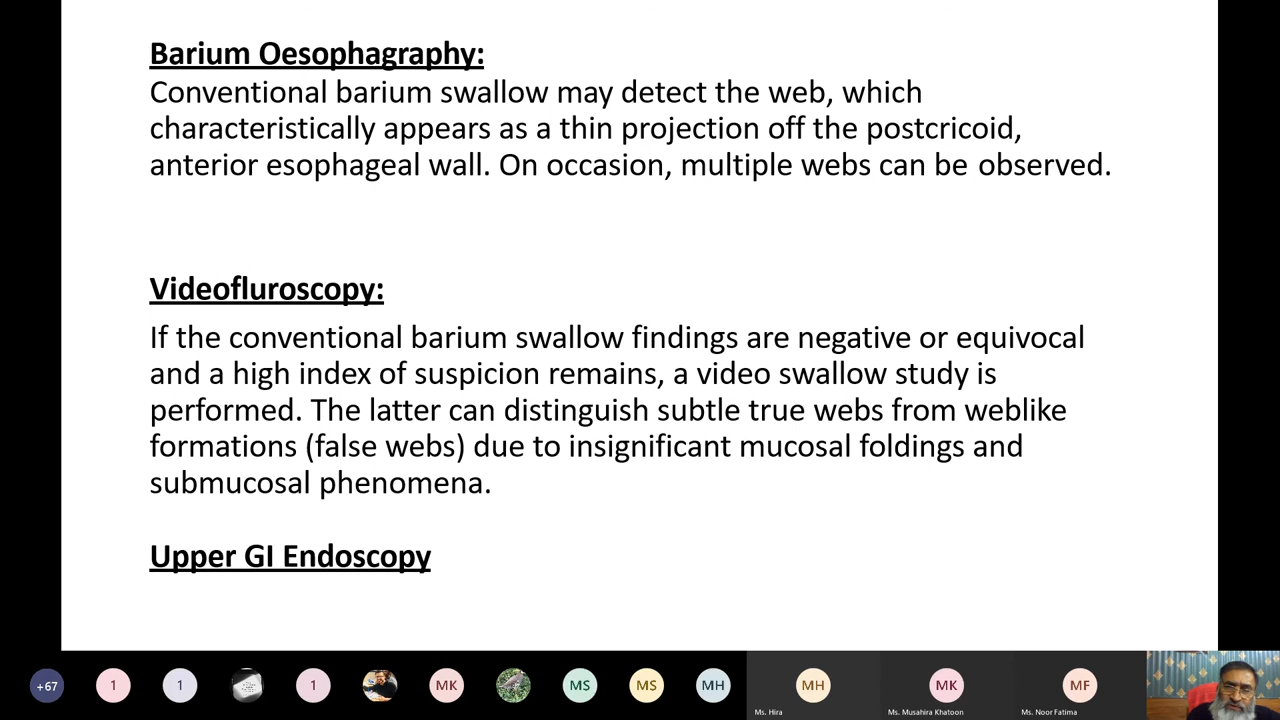 Barium Oesophagraphy:
Conventional barium swallow may detect the web, which
characteristically appears as a thin projection off the postcricoid,
anterior esophageal wall. On occasion, multiple webs can be observed.
Videofluroscopy:
If the conventional barium swallow findings are negative or equivocal
and a high index of suspicion remains, a video swallow study is
performed. The latter can distinguish subtle true webs from weblike
formations (false webs) due to insignificant mucosal foldings and
submucosal phenomena.
Upper GI Endoscopy
+67
1
1
1
MK
MS
MS
MH
MH
MK
MF
Ms. Hira
Ms. Musahira Khatoon
Ms. Noor Fatima